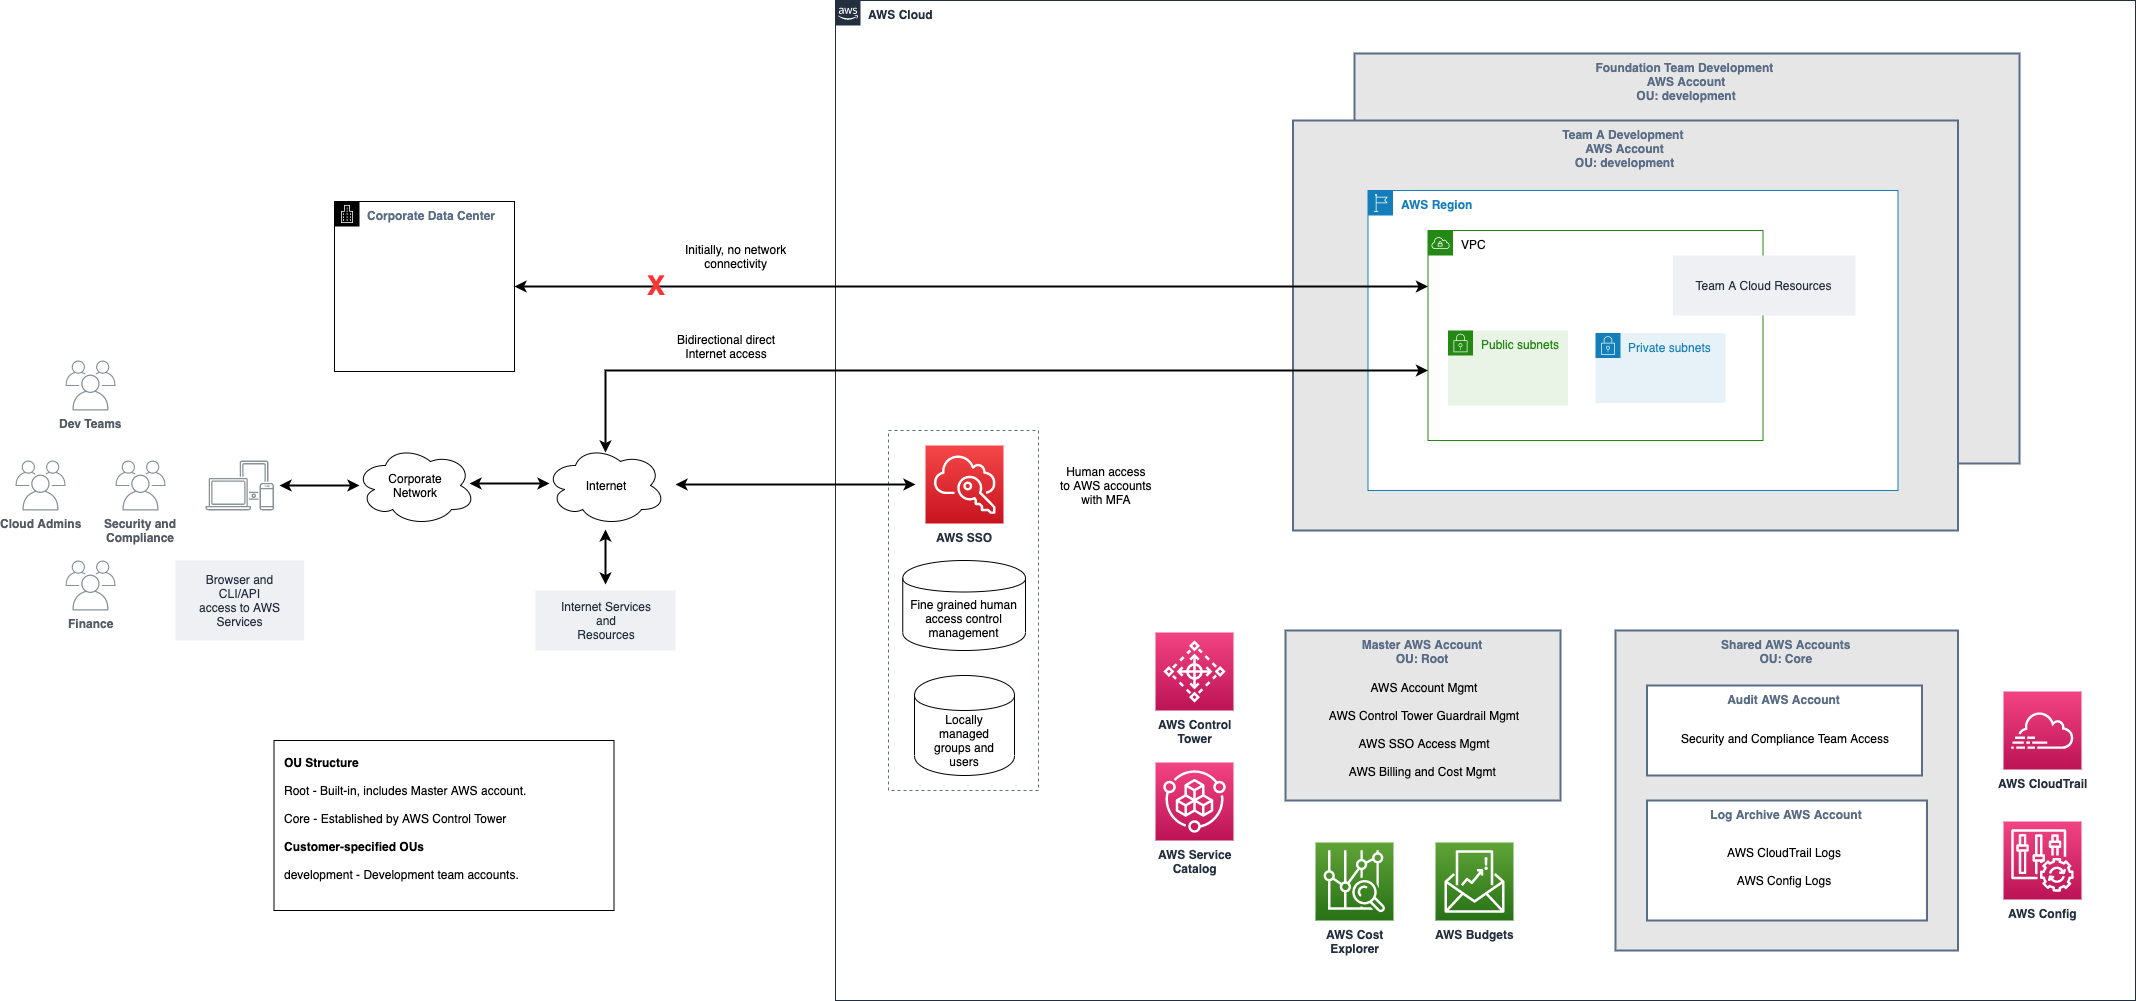 aws
AWS Cloud
Foundation Team Development
AWS Account
OU: development
Team A Development
AWS Account
OU: development
AWS Region
VPC
Team A Cloud Resources
Public subnets
Private subnets
Corporate Data Center
Initially, no network
connectivity
X
Bidirectional direct
Internet access
Dev Teams
Cloud Admins
Security and
Compliance
Finance
Browser and
CLI/API
access to AWS
Services
Corporate
Network
Internet
Internet Services
and
Resources
AWS SSO
Human access
to AWS accounts
with MFA
Fine grained human
access control
management
Locally
managed
groups and
users
OU Structure
Root - Built-in, includes Master AWS account.
Core - Established by AWS Control Tower
Customer-specified OUs
development - Development team accounts.
AWS Control
Tower
AWS Service
Catalog
Master AWS Account
OU: Root
AWS Account Mgmt
AWS Control Tower Guardrail Mgmt
AWS SSO Access Mgmt
AWS Billing and Cost Mgmt
AWS Cost
Explorer
AWS Budgets
Shared AWS Accounts
OU: Core
Audit AWS Account
Security and Compliance Team Access
Log Archive AWS Account
AWS CloudTrail Logs
AWS Config Logs
AWS CloudTrail
AWS Config